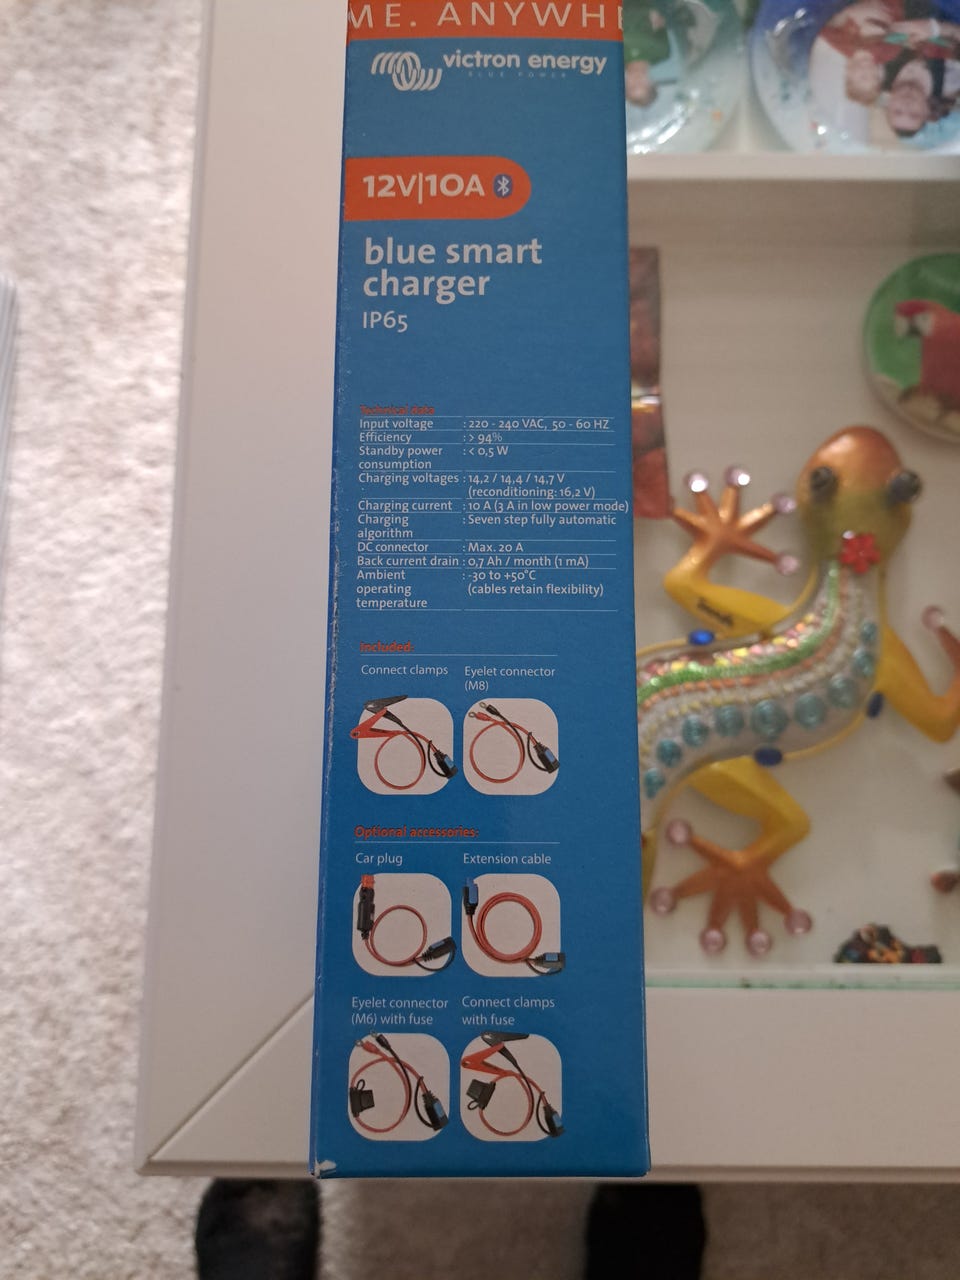 ME. ANYWHE
victron energy
BLUE POWER
12V|10A
blue smart
charger
IP65
Technical data
Input voltage : 220 - 240 VAC, 50 - 60 HZ
Efficiency : > 94%
Standby power : < 0,5 W
consumption
Charging voltages : 14,2 / 14,4 / 14,7 V
(reconditioning: 16,2 V)
Charging current : 10 A (3 A in low power mode)
Charging : Seven step fully automatic
algorithm
DC connector : Max. 20 A
Back current drain : 0,7 Ah / month (1 mA)
Ambient : -30 to +50°C
operating (cables retain flexibility)
temperature
Included:
Connect clamps Eyelet connector
(M8)
Optional accessories:
Car plug Extension cable
Eyelet connector Connect clamps
(M6) with fuse with fuse